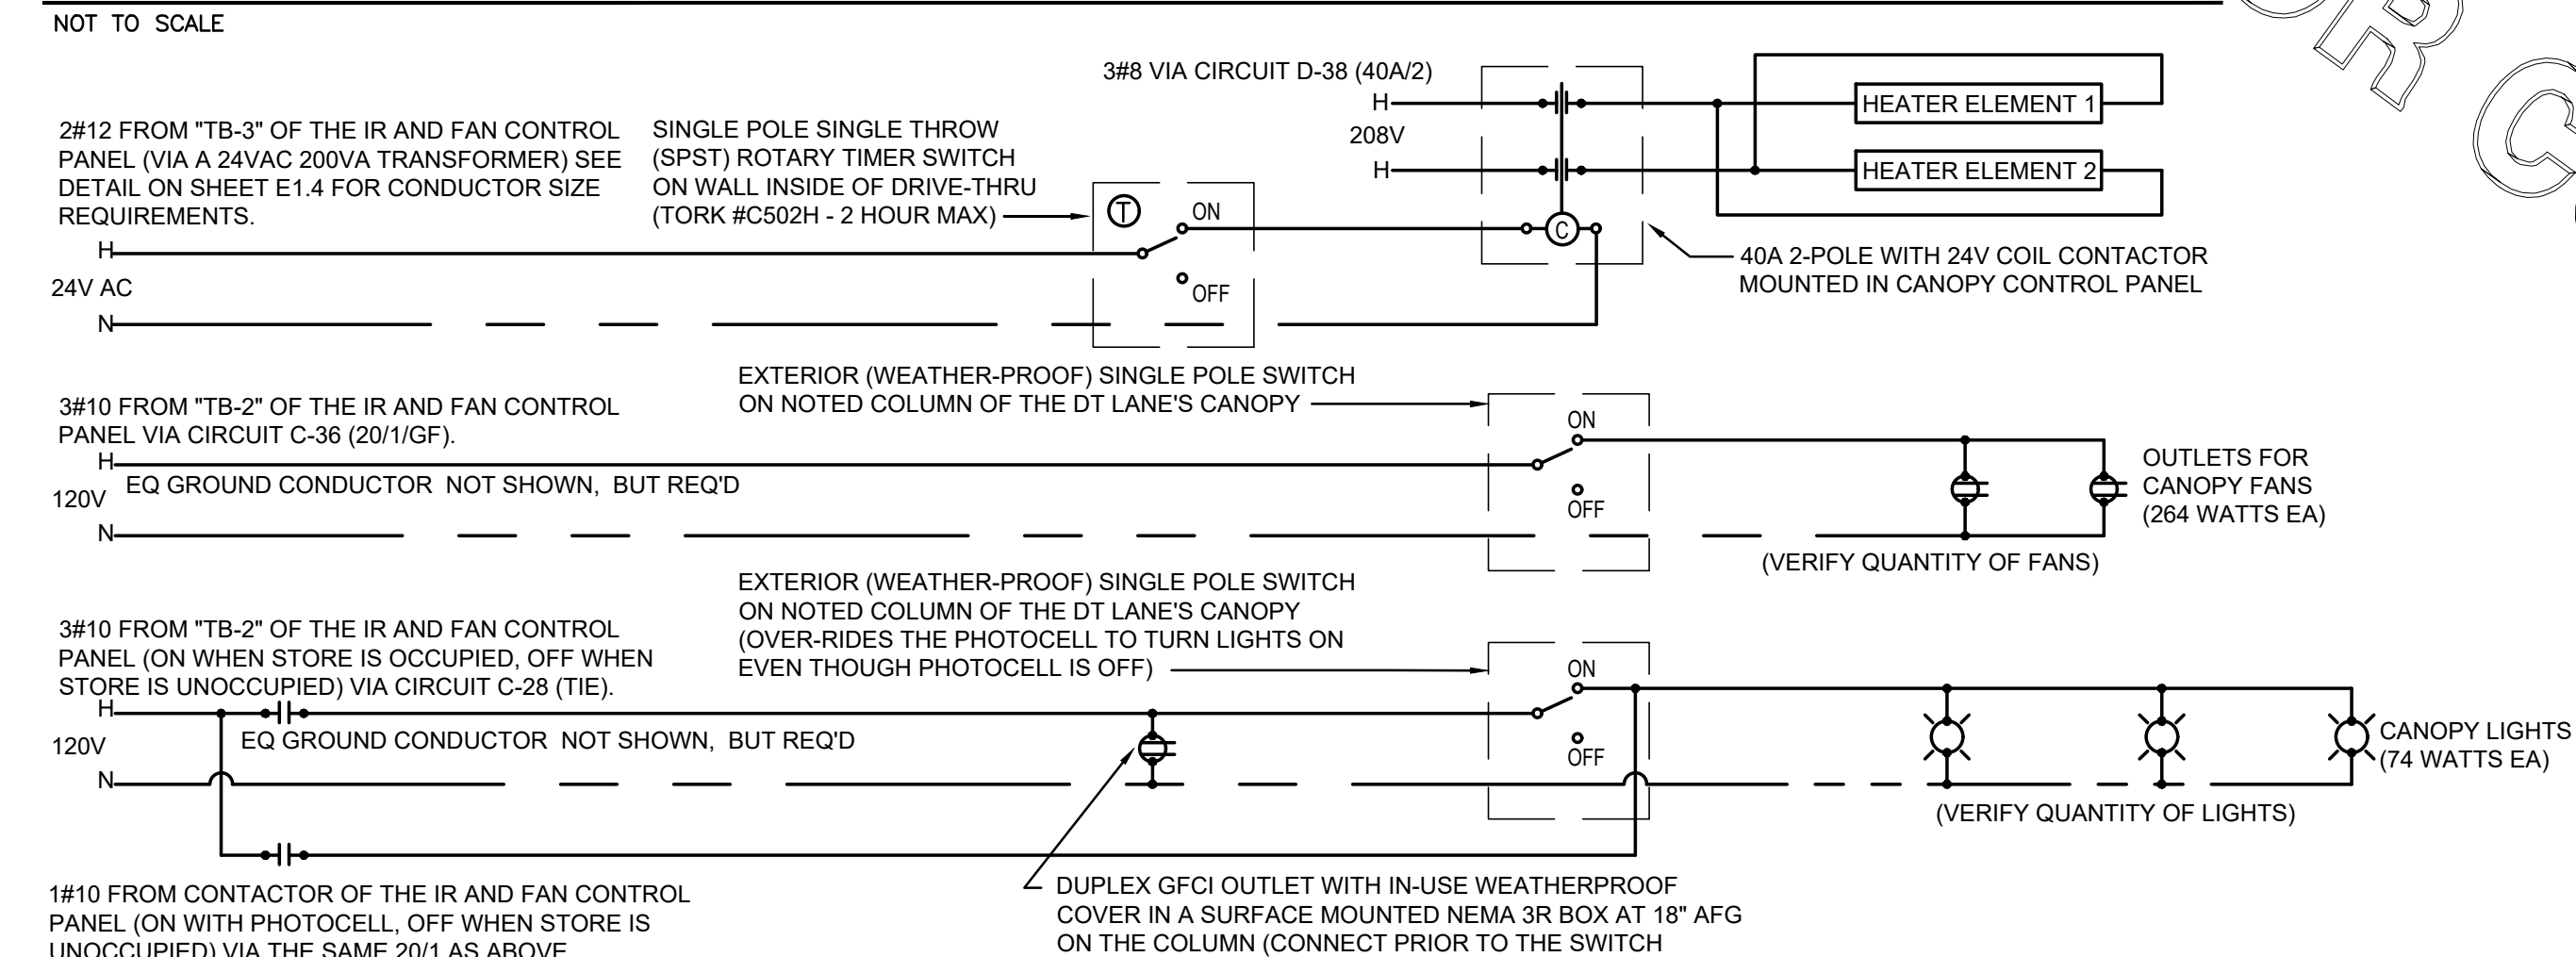 NOT TO SCALE
3#8 VIA CIRCUIT D-38 (40A/2)
H
208V
H
HEATER ELEMENT 1
HEATER ELEMENT 2
2#12 FROM "TB-3" OF THE IR AND FAN CONTROL
PANEL (VIA A 24VAC 200VA TRANSFORMER) SEE
DETAIL ON SHEET E1.4 FOR CONDUCTOR SIZE
REQUIREMENTS.
SINGLE POLE SINGLE THROW
(SPST) ROTARY TIMER SWITCH
ON WALL INSIDE OF DRIVE-THRU
(TORK #C502H - 2 HOUR MAX)
T
ON
OFF
C
H
24V AC
N
40A 2-POLE WITH 24V COIL CONTACTOR
MOUNTED IN CANOPY CONTROL PANEL
EXTERIOR (WEATHER-PROOF) SINGLE POLE SWITCH
ON NOTED COLUMN OF THE DT LANE'S CANOPY
3#10 FROM "TB-2" OF THE IR AND FAN CONTROL
PANEL VIA CIRCUIT C-36 (20/1/GF).
H
EQ GROUND CONDUCTOR NOT SHOWN, BUT REQ'D
120V
N
ON
OFF
OUTLETS FOR
CANOPY FANS
(264 WATTS EA)
(VERIFY QUANTITY OF FANS)
EXTERIOR (WEATHER-PROOF) SINGLE POLE SWITCH
ON NOTED COLUMN OF THE DT LANE'S CANOPY
(OVER-RIDES THE PHOTOCELL TO TURN LIGHTS ON
EVEN THOUGH PHOTOCELL IS OFF)
3#10 FROM "TB-2" OF THE IR AND FAN CONTROL
PANEL (ON WHEN STORE IS OCCUPIED, OFF WHEN
STORE IS UNOCCUPIED) VIA CIRCUIT C-28 (TIE).
H
120V
EQ GROUND CONDUCTOR NOT SHOWN, BUT REQ'D
N
ON
OFF
CANOPY LIGHTS
(74 WATTS EA)
(VERIFY QUANTITY OF LIGHTS)
1#10 FROM CONTACTOR OF THE IR AND FAN CONTROL
PANEL (ON WITH PHOTOCELL, OFF WHEN STORE IS
UNOCCUPIED) VIA THE SAME 20/1 AS ABOVE
DUPLEX GFCI OUTLET WITH IN-USE WEATHERPROOF
COVER IN A SURFACE MOUNTED NEMA 3R BOX AT 18" AFG
ON THE COLUMN (CONNECT PRIOR TO THE SWITCH
R C